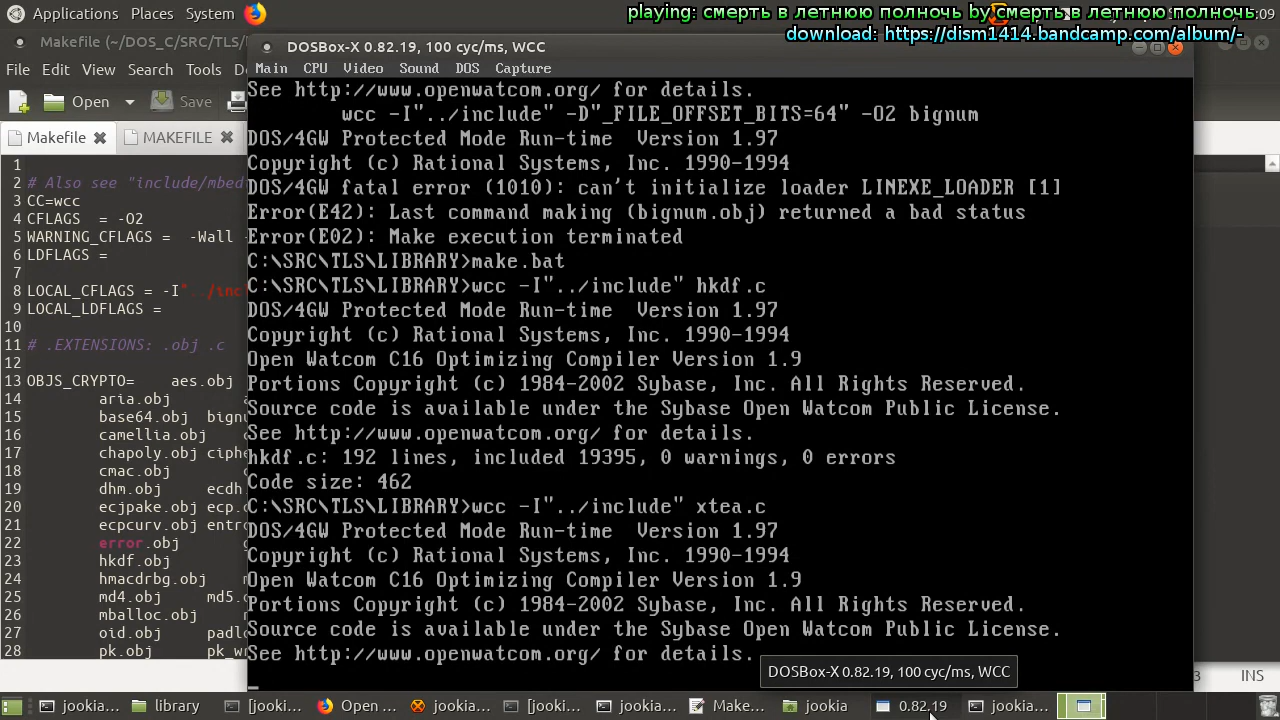 Applications Places System
playing: смерть в летнюю полночь by смерть в летнюю полночь
:09
download: https://dism1414.bandcamp.com/album/-
Makefile (~/DOS_C/SRC/TLS/
DOSBox-X 0.82.19, 100 cyc/ms, WCC
File Edit View Search Tools D
Main CPU Video Sound DOS Capture
Open Save
Makefile MAKEFILE
1
2 # Also see "include/mbed
3 CC=wcc
4 CFLAGS = -O2
5 WARNING_CFLAGS = -Wall
6 LDFLAGS =
7
8 LOCAL_CFLAGS = -I"../inc
9 LOCAL_LDFLAGS =
10
11 # .EXTENSIONS: .obj .c
12
13 OBJS_CRYPTO= aes.obj
14 aria.obj
15 base64.obj bignu
16 camellia.obj
17 chapoly.obj ciphe
18 cmac.obj
19 dhm.obj ecdh
20 ecjpake.obj ecp.c
21 ecpcurv.obj entro
22 error.obj
23 hkdf.obj
24 hmacdrbg.obj m
25 md4.obj md5.o
26 mballoc.obj
27 oid.obj padlo
28 pk.obj pk_wr
See http://www.openwatcom.org/ for details.
wcc -I"../include" -D"_FILE_OFFSET_BITS=64" -O2 bignum
DOS/4GW Protected Mode Run-time Version 1.97
Copyright (c) Rational Systems, Inc. 1990-1994
DOS/4GW fatal error (1010): can't initialize loader LINEXE_LOADER [1]
Error(E42): Last command making (bignum.obj) returned a bad status
Error(E02): Make execution terminated
C:\SRC\TLS\LIBRARY>make.bat
C:\SRC\TLS\LIBRARY>wcc -I"../include" hkdf.c
DOS/4GW Protected Mode Run-time Version 1.97
Copyright (c) Rational Systems, Inc. 1990-1994
Open Watcom C16 Optimizing Compiler Version 1.9
Portions Copyright (c) 1984-2002 Sybase, Inc. All Rights Reserved.
Source code is available under the Sybase Open Watcom Public License.
See http://www.openwatcom.org/ for details.
hkdf.c: 192 lines, included 19395, 0 warnings, 0 errors
Code size: 462
C:\SRC\TLS\LIBRARY>wcc -I"../include" xtea.c
DOS/4GW Protected Mode Run-time Version 1.97
Copyright (c) Rational Systems, Inc. 1990-1994
Open Watcom C16 Optimizing Compiler Version 1.9
Portions Copyright (c) 1984-2002 Sybase, Inc. All Rights Reserved.
Source code is available under the Sybase Open Watcom Public License.
See http://www.openwatcom.org/ for details.
DOSBox-X 0.82.19, 100 cyc/ms, WCC
INS
jookia... library [jooki... Open ... jookia... [jooki... jookia... Make... jookia 0.82.19 jookia...